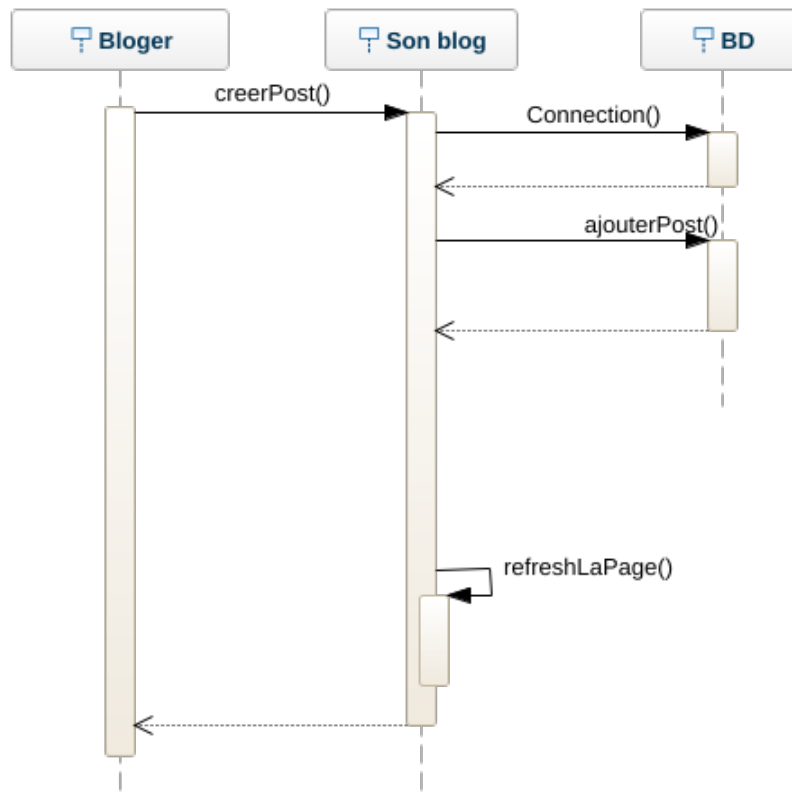 Bloger
Son blog
BD
creerPost()
Connection()
ajouterPost()
refreshLaPage()